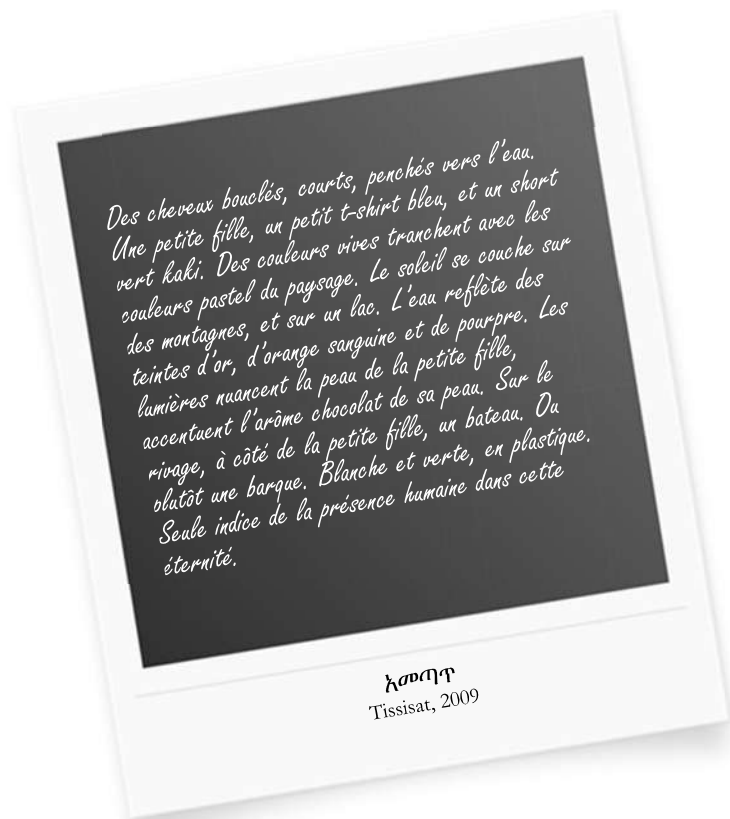 Des cheveux bouclés, courts, penchés vers l'eau.
Une petite fille, un petit t-shirt bleu, et un short
vert kaki. Des couleurs vives tranchent avec les
couleurs pastel du paysage. Le soleil se couche sur
des montagnes, et sur un lac. L'eau reflète des
teintes d'or, d'orange sanguine et de pourpre. Les
lumières nuancent la peau de la petite fille,
accentuent l'arôme chocolat de sa peau. Sur le
rivage, à côté de la petite fille, un bateau. Ou
plutôt une barque. Blanche et verte, en plastique.
Seule indice de la présence humaine dans cette
éternité.
አመጣጥ
Tissisat, 2009